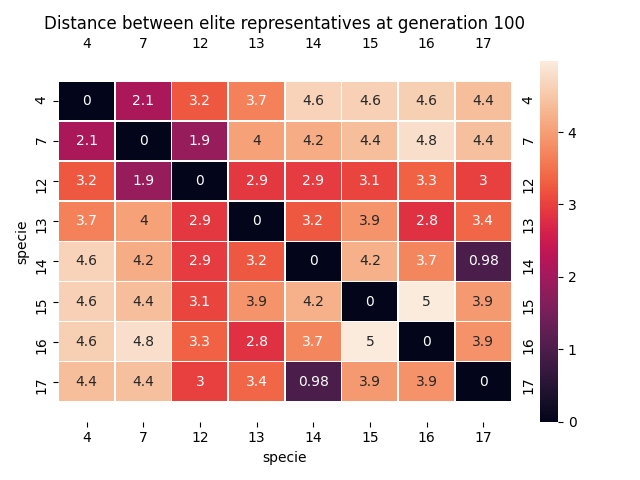 Distance between elite representatives at generation 100
4 7 12 13 14 15 16 17
4 0 2.1 3.2 3.7 4.6 4.6 4.6 4.4 4
7 2.1 0 1.9 4 4.2 4.4 4.8 4.4 7
12 3.2 1.9 0 2.9 2.9 3.1 3.3 3 12
13 3.7 4 2.9 0 3.2 3.9 2.8 3.4 13
14 4.6 4.2 2.9 3.2 0 4.2 3.7 0.98 14
15 4.6 4.4 3.1 3.9 4.2 0 5 3.9 15
16 4.6 4.8 3.3 2.8 3.7 5 0 3.9 16
17 4.4 4.4 3 3.4 0.98 3.9 3.9 0 17
4 7 12 13 14 15 16 17
specie
specie
4
3
2
1
0